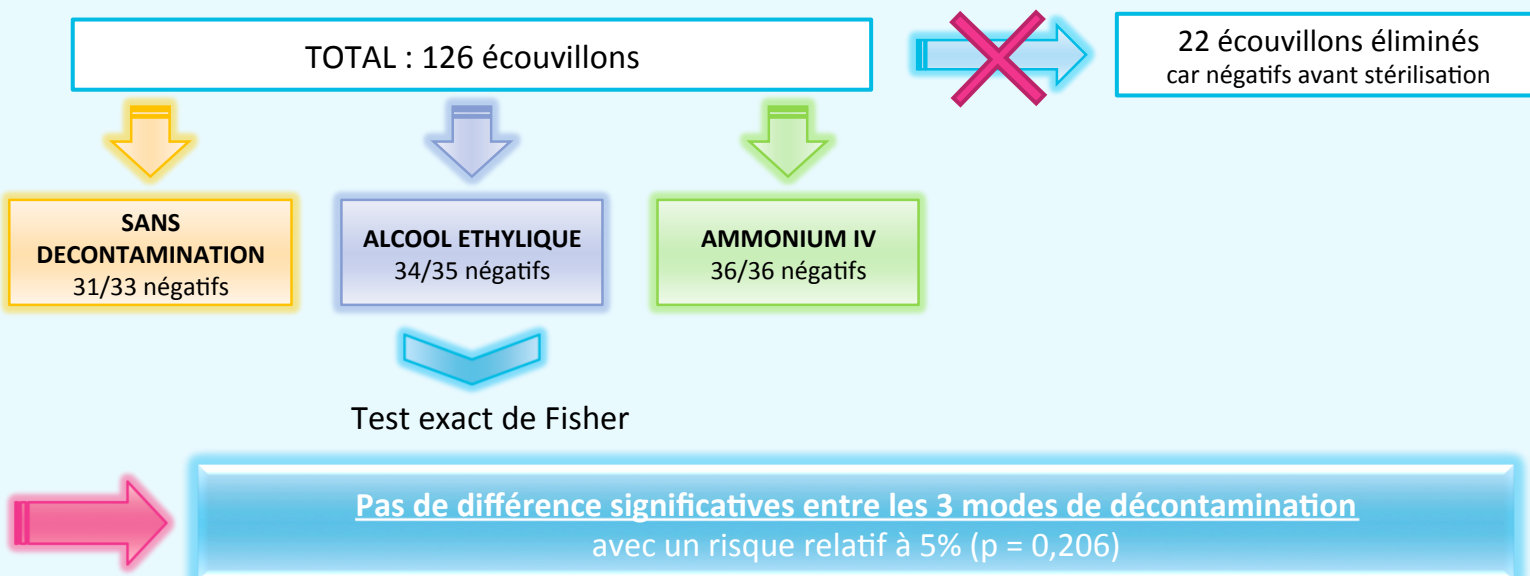 TOTAL : 126 écouvillons
22 écouvillons éliminés
car négatifs avant stérilisation
SANS
DECONTAMINATION
31/33 négatifs
ALCOOL ETHYLIQUE
34/35 négatifs
AMMONIUM IV
36/36 négatifs
Test exact de Fisher
Pas de différence significatives entre les 3 modes de décontamination
avec un risque relatif à 5% (p = 0,206)